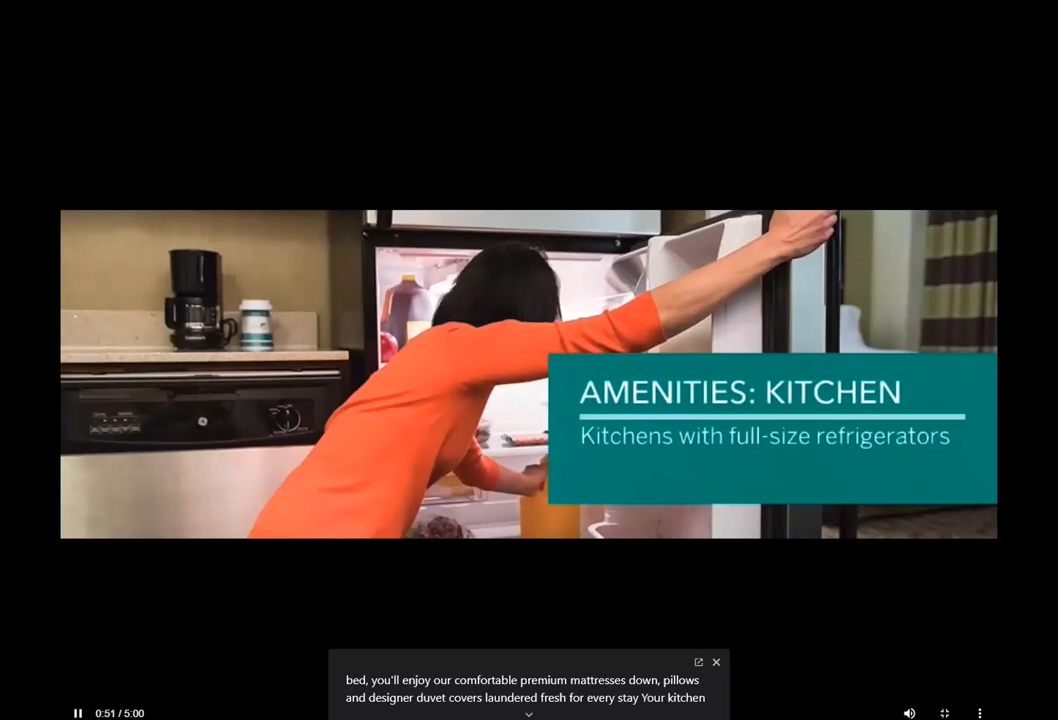 AMENITIES: KITCHEN
Kitchens with full-size refrigerators
bed, you'll enjoy our comfortable premium mattresses down, pillows
and designer duvet covers laundered fresh for every stay Your kitchen
0:51 / 5:00